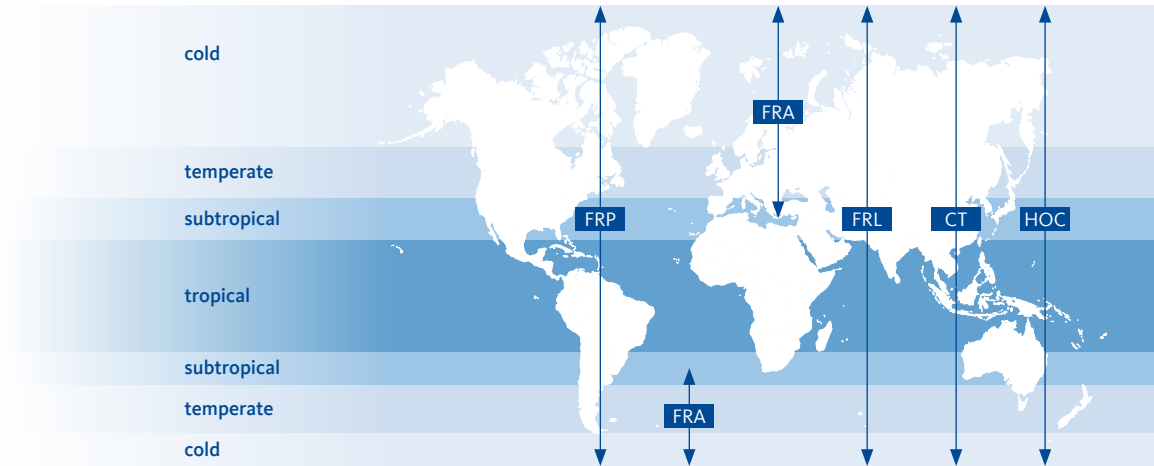 cold
FRA
temperate
subtropical
FRP
FRL
CT
HOC
tropical
subtropical
temperate
FRA
cold